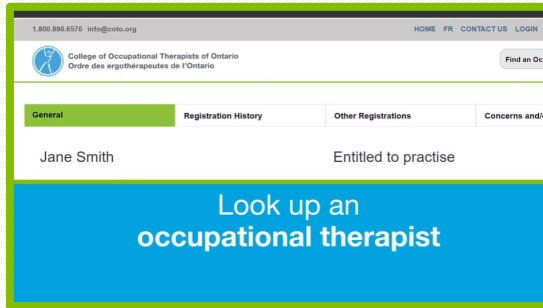 1.800.890.6570 info@coto.org HOME FR CONTACT US LOGIN
College of Occupational Therapists of Ontario
Ordre des ergothérapeutes de l'Ontario
Find an Oc
General Registration History Other Registrations Concerns and/
Jane Smith Entitled to practise
Look up an
occupational therapist